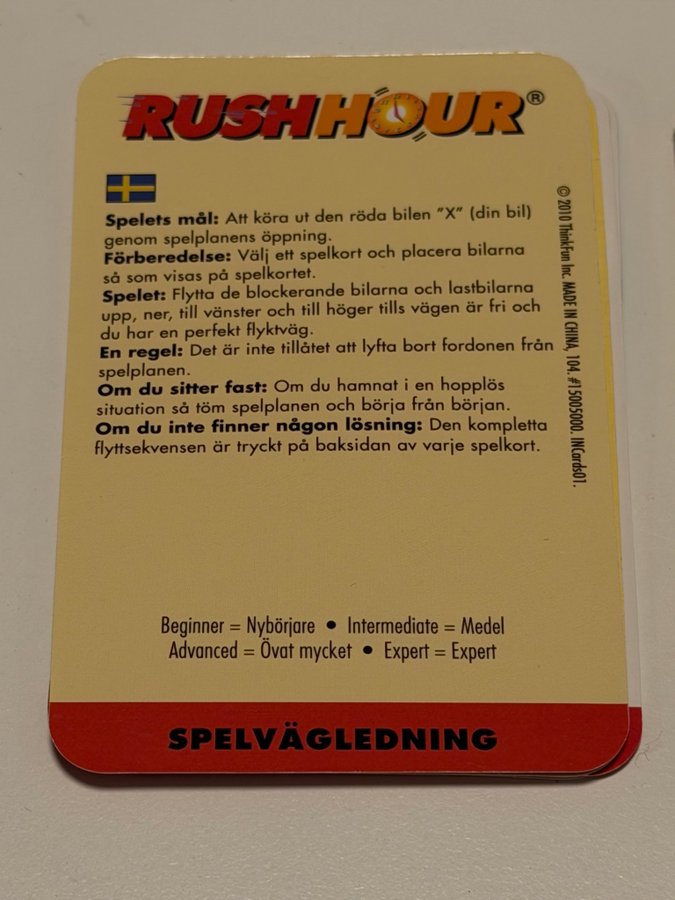 RUSH HOUR®
Spelets mål: Att köra ut den röda bilen ”X” (din bil)
genom spelplanens öppning.
Förberedelse: Välj ett spelkort och placera bilarna
så som visas på spelkortet.
Spelet: Flytta de blockerande bilarna och lastbilarna
upp, ner, till vänster och till höger tills vägen är fri och
du har en perfekt flyktväg.
En regel: Det är inte tillåtet att lyfta bort fordonen från
spelplanen.
Om du sitter fast: Om du hamnat i en hopplös
situation så töm spelplanen och börja från början.
Om du inte finner någon lösning: Den kompletta
flyttsekvensen är tryckt på baksidan av varje spelkort.
© 2010 ThinkFun Inc. MADE IN CHINA, 104. #15005000. INCards01.
Beginner = Nybörjare • Intermediate = Medel
Advanced = Övat mycket • Expert = Expert
SPELVÄGLEDNING